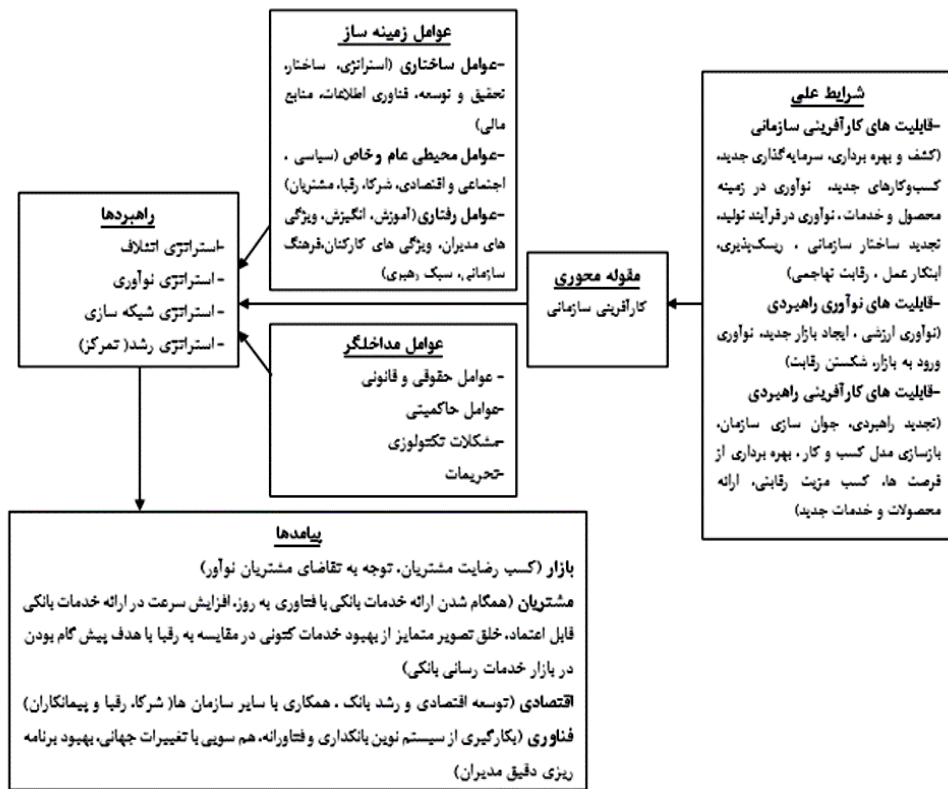 عوامل زمینه ساز
-عوامل ساختاری (استراتژی، ساختار،
تحقیق و توسعه، فناوری اطلاعات، منابع
مالی)
-عوامل محیطی عام و خاص (سیاسی ،
اجتماعی و اقتصادی، شرکا، رقبا، مشتریان)
-عوامل رفتاری(آموزش، انگیزش، ویژگی
های مدیران، ویژگی های کارکنان،فرهنگ
سازمانی، سبک رهبری)
شرایط علی
-قابلیت های کارآفرینی سازمانی
(کشف و بهره برداری، سرمایه‌گذاری جدید،
کسب‌وکارهای جدید، نوآوری در زمینه
محصول و خدمات، نوآوری در فرآیند تولید،
تجدید ساختار سازمانی ، ریسک‌پذیری،
ابتکار عمل ، رقابت تهاجمی)
-قابلیت های نوآوری راهبردی
(نوآوری ارزشی ، ایجاد بازار جدید، نوآوری
ورود به بازار، شکستن رقابت)
-قابلیت های کارآفرینی راهبردی
(تجدید راهبردی، جوان سازی سازمان،
بازسازی مدل کسب و کار ، بهره برداری از
فرصت ها، کسب مزیت رقابتی، ارائه
محصولات و خدمات جدید)
مقوله محوری
کارآفرینی سازمانی
راهبردها
-استراتژی ائتلاف
- استراتژی نوآوری
- استراتژی شبکه سازی
- استراتژی رشد( تمرکز)
عوامل مداخلگر
- عوامل حقوقی و قانونی
-عوامل حاکمیتی
-مشکلات تکنولوژی
-تحریمات
پیامدها
بازار (کسب رضایت مشتریان، توجه به تقاضای مشتریان نوآور)
مشتریان (همگام شدن ارائه خدمات بانکی با فناوری به روز، افزایش سرعت در ارائه خدمات بانکی
قابل اعتماد، خلق تصویر متمایز از بهبود خدمات کنونی در مقایسه به رقبا با هدف پیش گام بودن
در بازار خدمات رسانی بانکی)
اقتصادی (توسعه اقتصادی و رشد بانک ، همکاری با سایر سازمان ها( شرکا، رقبا و پیمانکاران)
فناوری (بکارگیری از سیستم نوین بانکداری و فناورانه، هم سویی با تغییرات جهانی، بهبود برنامه
ریزی دقیق مدیران)